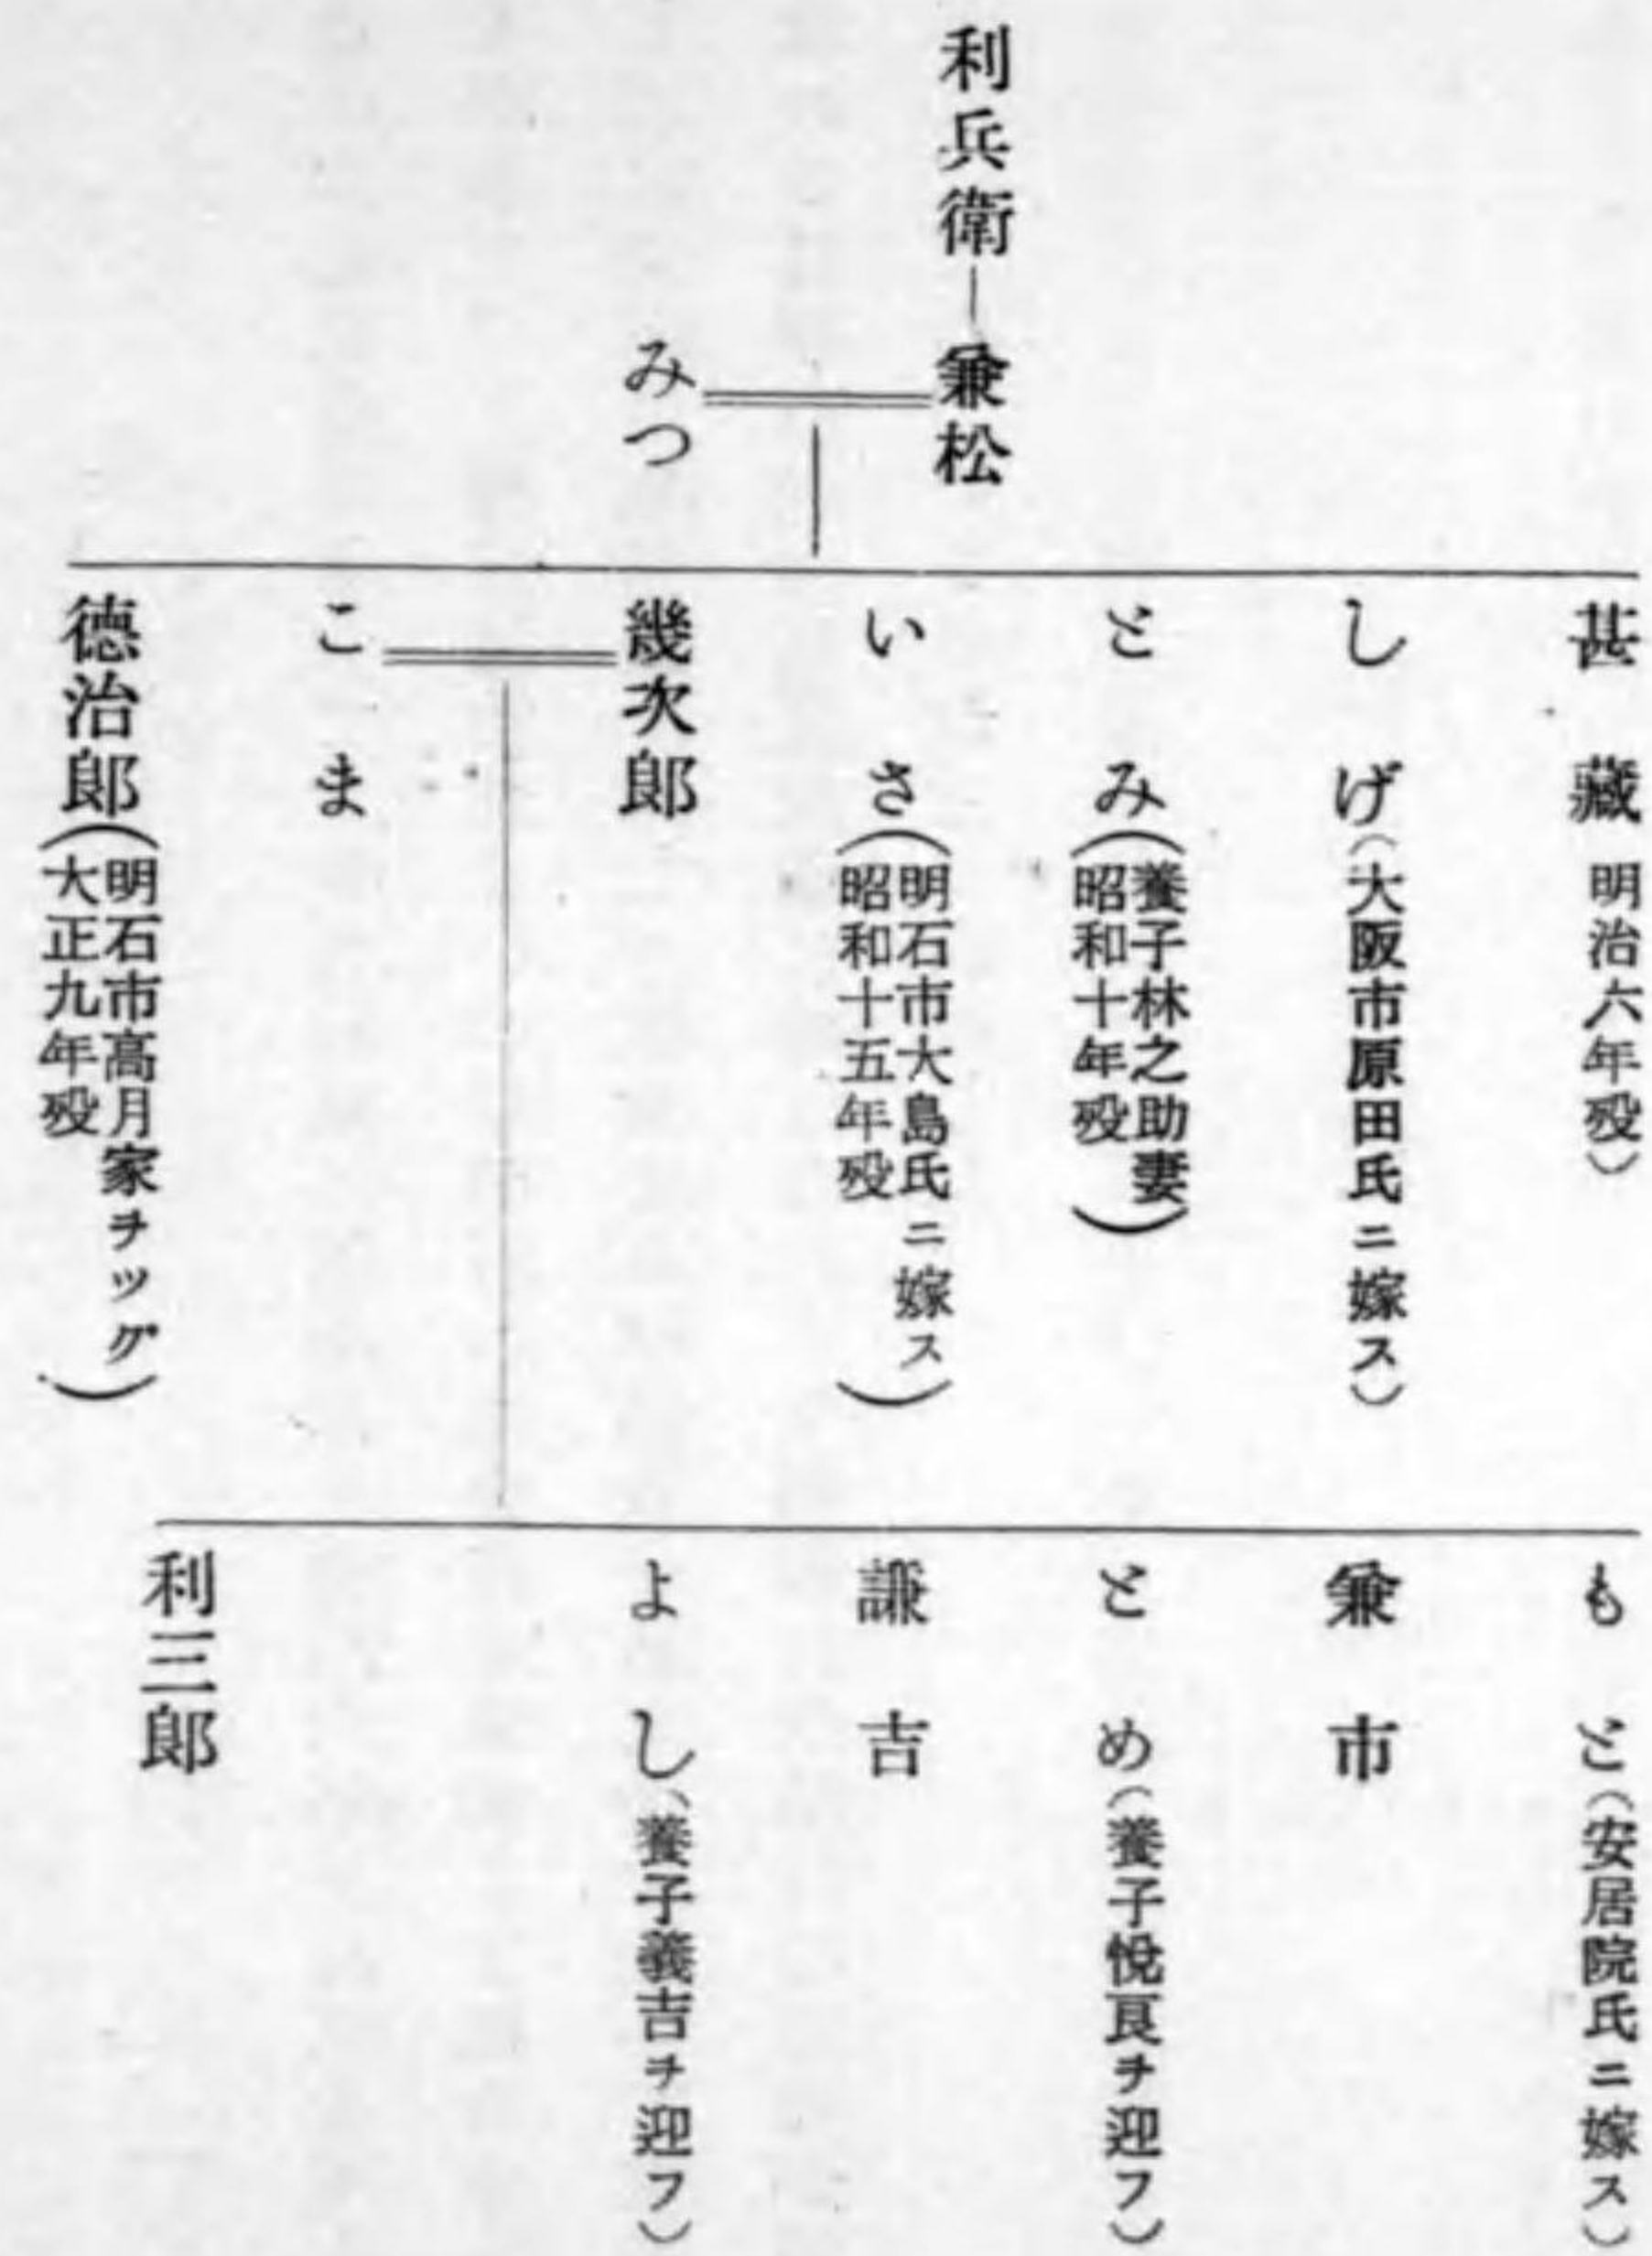 利兵衛
兼松
みつ
甚藏 明治六年歿)
しげ(大阪市原田氏ニ嫁ス)
とみ(養子林之助妻
昭和十年歿)
いさ(明石市大島氏ニ嫁ス
昭和十五年歿)
幾次郎
こま
德治郎(明石市高月家ヲツグ
大正九年歿)
もと(安居院氏ニ嫁ス)
兼市
とめ(養子悅良ヲ迎フ)
謙吉
よし(養子義吉ヲ迎フ)
利三郎